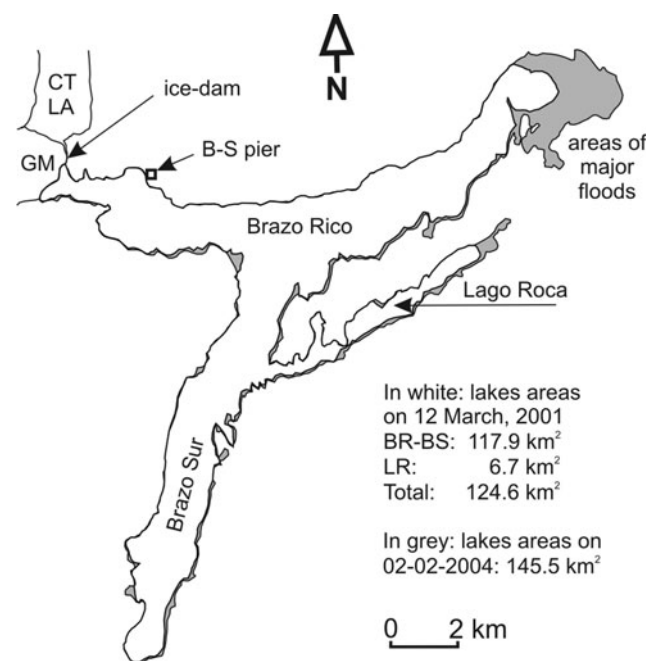 CT
LA
ice-dam
N
GM
B-S pier
areas of
major
floods
Brazo Rico
Lago Roca
Brazo Sur
In white: lakes areas
on 12 March, 2001
BR-BS: 117.9 km²
LR: 6.7 km²
Total: 124.6 km²
In grey: lakes areas on
02-02-2004: 145.5 km²
0 2 km